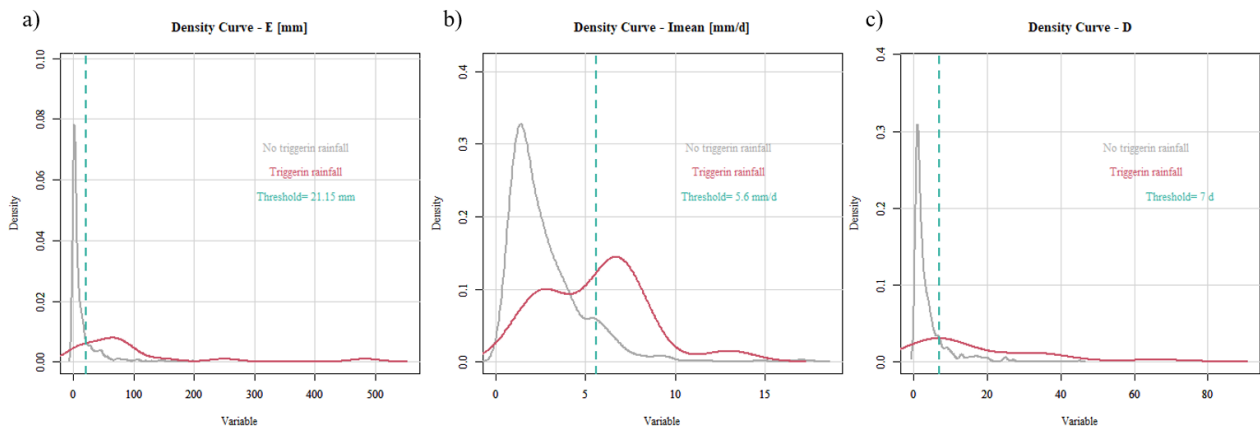 a)
Density Curve - E [mm]
Density
0.00
0.02
0.04
0.06
0.08
0.10
No triggerin rainfall
Triggerin rainfall
Threshold= 21.15 mm
0
100
200
300
400
500
Variable
b)
Density Curve - Imean [mm/d]
Density
0.0
0.1
0.2
0.3
0.4
No triggerin rainfall
Triggerin rainfall
Threshold= 5.6 mm/d
0
5
10
15
Variable
c)
Density Curve - D
Density
0.0
0.1
0.2
0.3
0.4
No triggerin rainfall
Triggerin rainfall
Threshold= 7 d
0
20
40
60
80
Variable